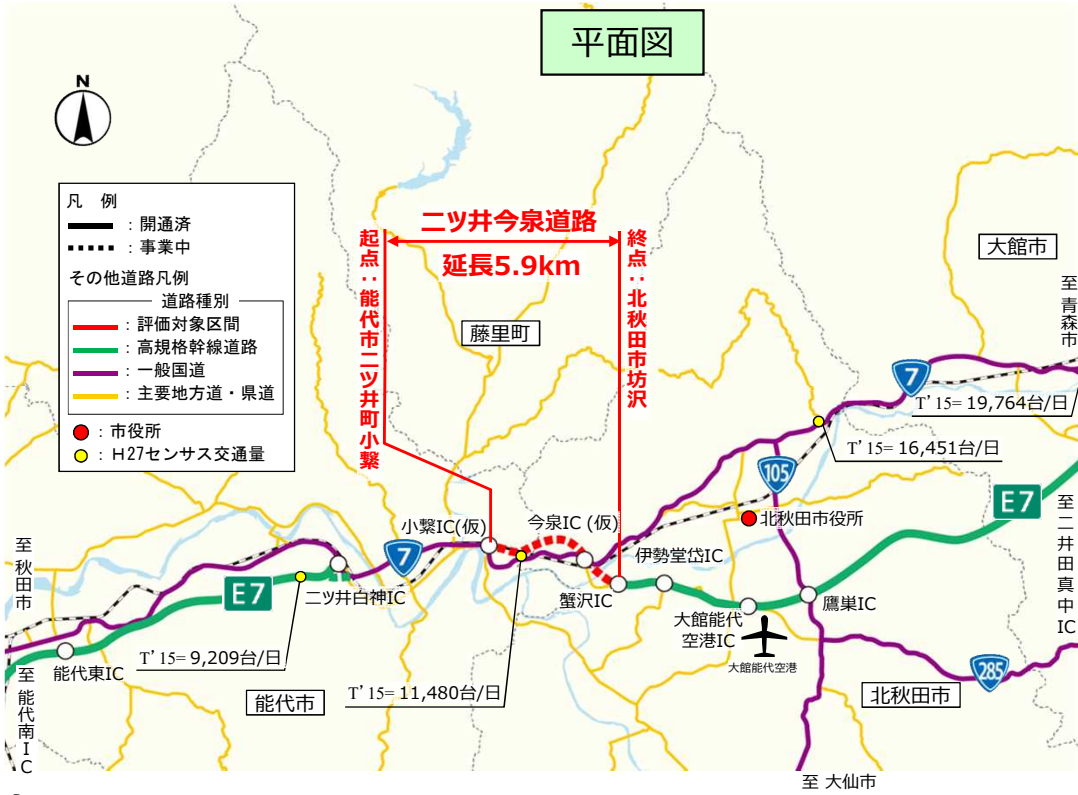 平面図
N
凡 例
：開通済
：事業中
その他道路凡例
道路種別
：評価対象区間
：高規格幹線道路
：一般国道
：主要地方道・県道
：市役所
：H27センサス交通量
二ツ井今泉道路
延長5.9km
起点：能代市二ツ井町小繋
終点：北秋田市坊沢
藤里町
大館市
至 青森市
7
T' 15= 19,764台/日
T' 15= 16,451台/日
105
E7
北秋田市役所
至 二井田真中IC
小繋IC(仮)
今泉IC (仮)
伊勢堂岱IC
7
至 秋田市
E7
二ツ井白神IC
蟹沢IC
大館能代
空港IC
鷹巣IC
大館能代空港
T' 15= 9,209台/日
能代東IC
T' 15= 11,480台/日
285
能代市
北秋田市
至 能代南IC
至 大仙市